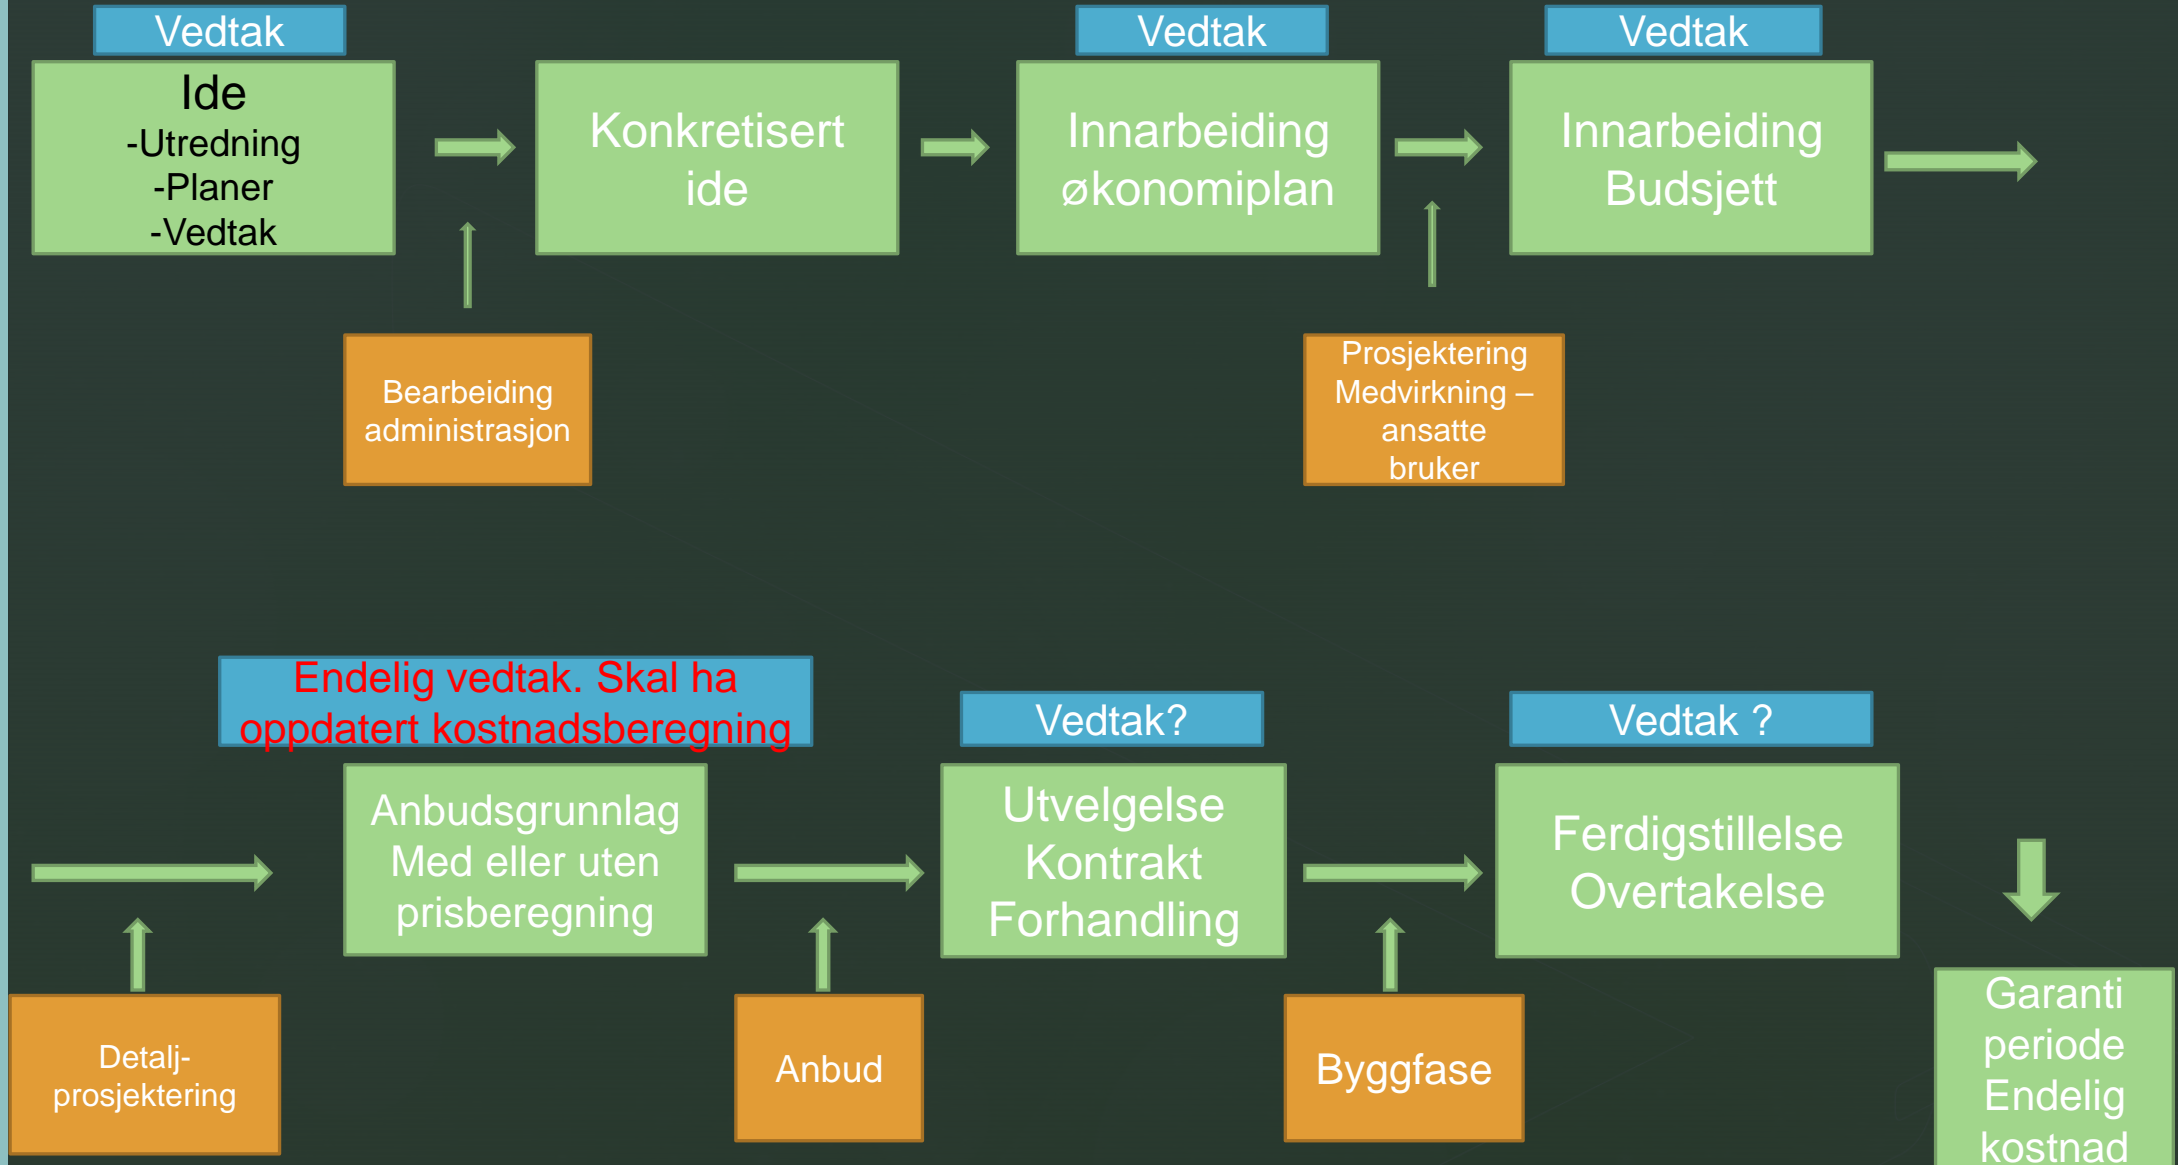 Vedtak
Ide
-Utredning
-Planer
-Vedtak
Konkretisert
ide
Vedtak
Innarbeiding
økonomiplan
Vedtak
Innarbeiding
Budsjett
Bearbeiding
administrasjon
Prosjektering
Medvirkning –
ansatte
bruker
Endelig vedtak. Skal ha
oppdatert kostnadsberegning
Anbudsgrunnlag
Med eller uten
prisberegning
Vedtak?
Utvelgelse
Kontrakt
Forhandling
Vedtak ?
Ferdigstillelse
Overtakelse
Detalj-
prosjektering
Anbud
Byggfase
Garanti
periode
Endelig
kostnad